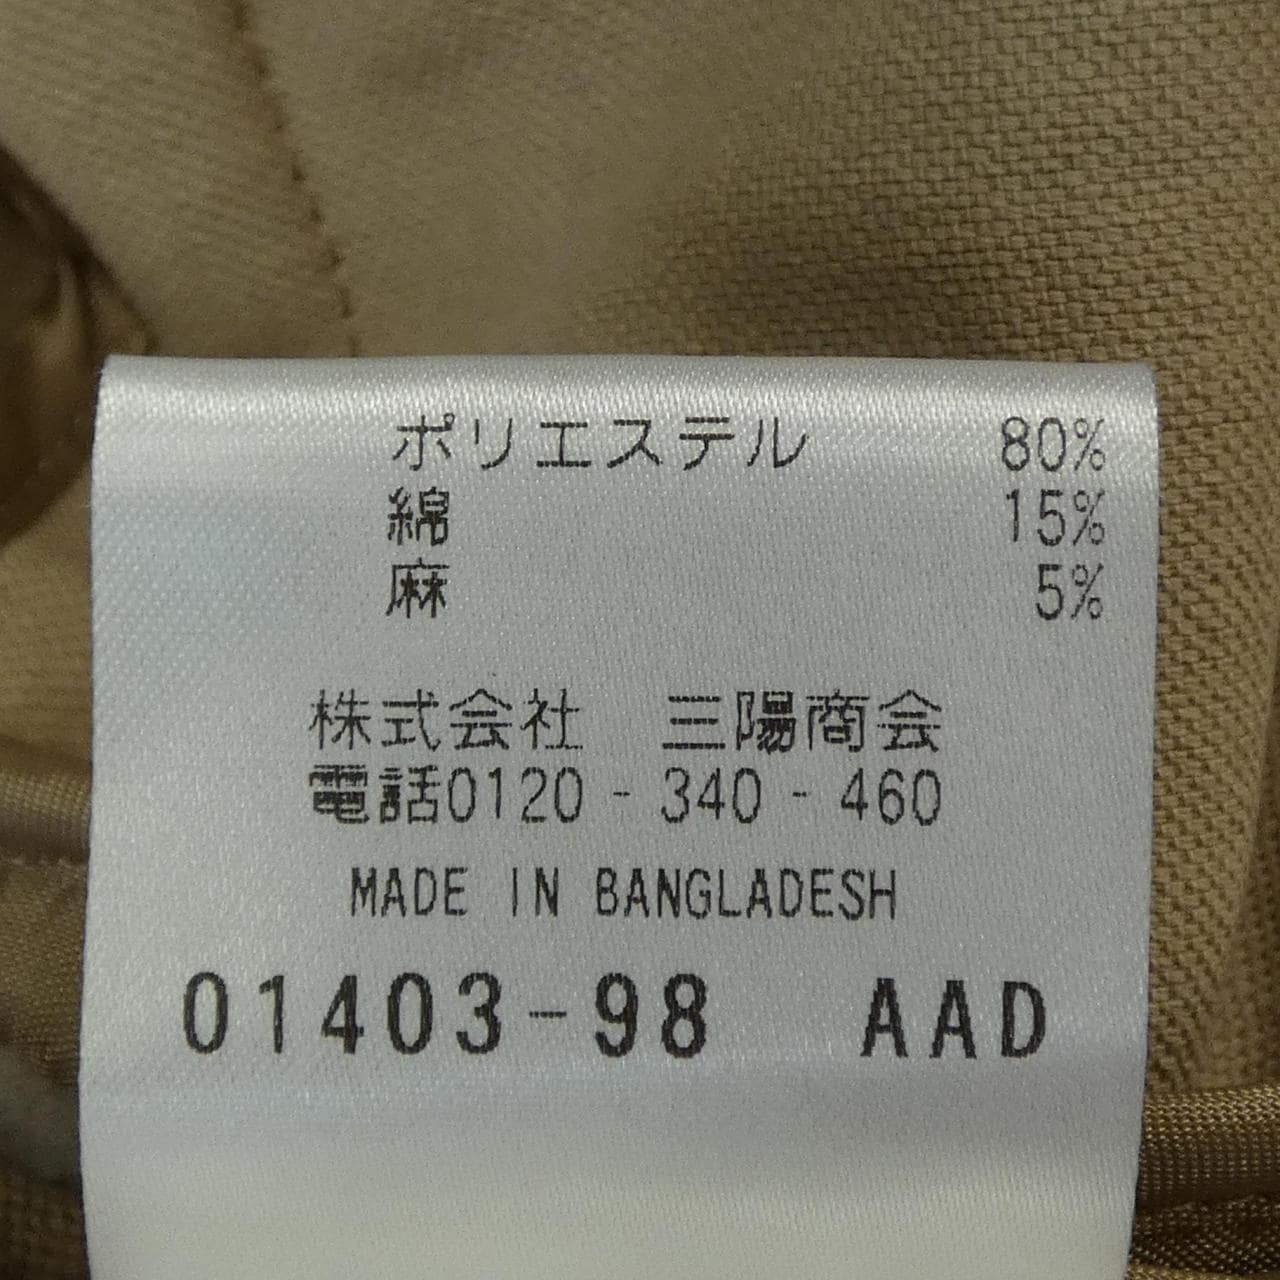 ポリエステル 80%
綿 15%
麻 5%
株式会社 三陽商会
電話0120-340-460
MADE IN BANGLADESH
01403-98 AAD